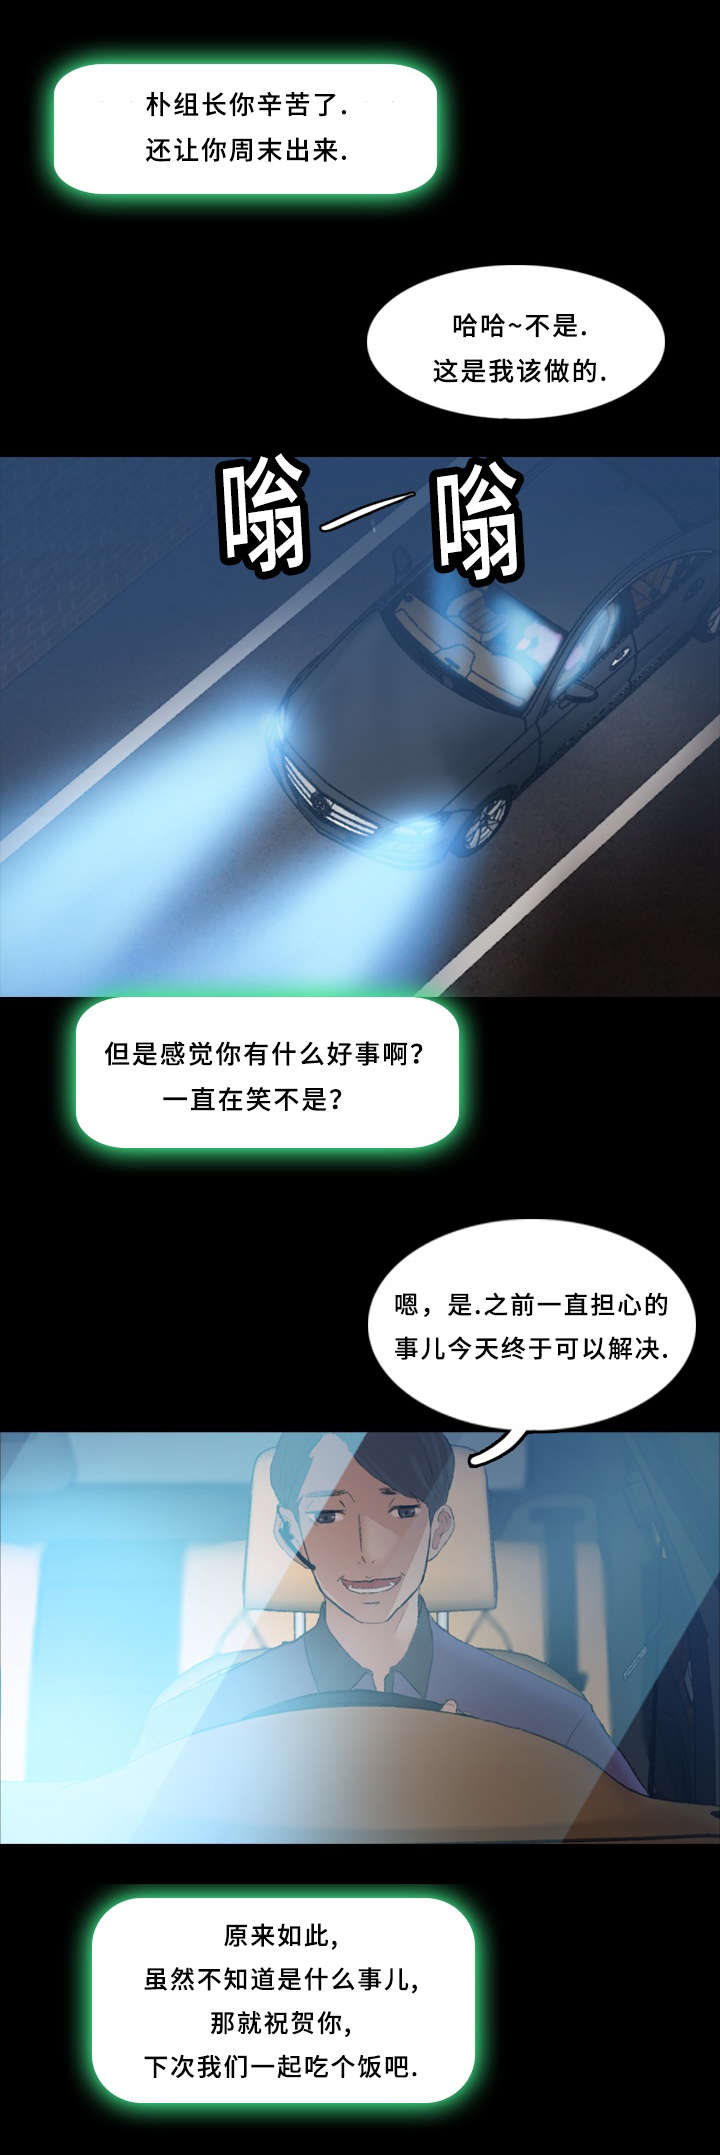 朴组长你辛苦了.
还让你周末出来.
哈哈~不是.
这是我该做的.
嗡一嗡
但是感觉你有什么好事啊?
一直在笑不是?
嗯，是.之前一直担心的
事儿今天终于可以解决.
原来如此,
虽然不知道是什么事儿,
那就祝贺你,
下次我们一起吃个饭吧.